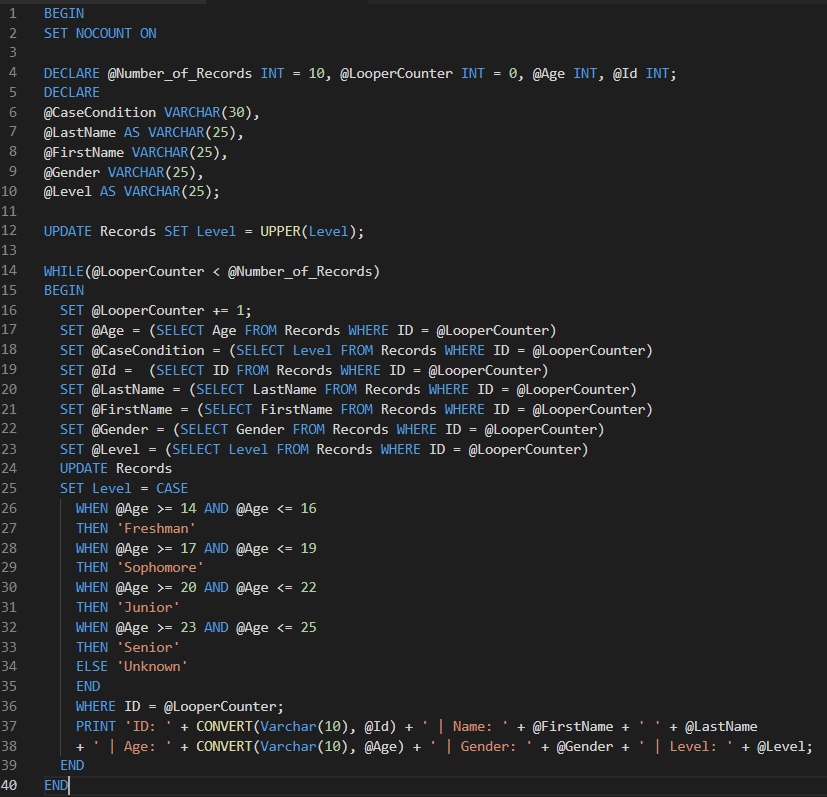 1 BEGIN
2 SET NOCOUNT ON
3
4 DECLARE @Number_of_Records INT = 10, @LooperCounter INT = 0, @Age INT, @Id INT;
5 DECLARE
6 @CaseCondition VARCHAR(30),
7 @LastName AS VARCHAR(25),
8 @FirstName VARCHAR(25),
9 @Gender VARCHAR(25),
10 @Level AS VARCHAR(25);
11
12 UPDATE Records SET Level = UPPER(Level);
13
14 WHILE(@LooperCounter < @Number_of_Records)
15 BEGIN
16   SET @LooperCounter += 1;
17   SET @Age = (SELECT Age FROM Records WHERE ID = @LooperCounter)
18   SET @CaseCondition = (SELECT Level FROM Records WHERE ID = @LooperCounter)
19   SET @Id =  (SELECT ID FROM Records WHERE ID = @LooperCounter)
20   SET @LastName = (SELECT LastName FROM Records WHERE ID = @LooperCounter)
21   SET @FirstName = (SELECT FirstName FROM Records WHERE ID = @LooperCounter)
22   SET @Gender = (SELECT Gender FROM Records WHERE ID = @LooperCounter)
23   SET @Level = (SELECT Level FROM Records WHERE ID = @LooperCounter)
24   UPDATE Records
25   SET Level = CASE
26     WHEN @Age >= 14 AND @Age <= 16
27     THEN 'Freshman'
28     WHEN @Age >= 17 AND @Age <= 19
29     THEN 'Sophomore'
30     WHEN @Age >= 20 AND @Age <= 22
31     THEN 'Junior'
32     WHEN @Age >= 23 AND @Age <= 25
33     THEN 'Senior'
34     ELSE 'Unknown'
35     END
36     WHERE ID = @LooperCounter;
37     PRINT 'ID: ' + CONVERT(Varchar(10), @Id) + ' | Name: ' + @FirstName + ' ' + @LastName
38     + ' | Age: ' + CONVERT(Varchar(10), @Age) + ' | Gender: ' + @Gender + ' | Level: ' + @Level;
39   END
40 END